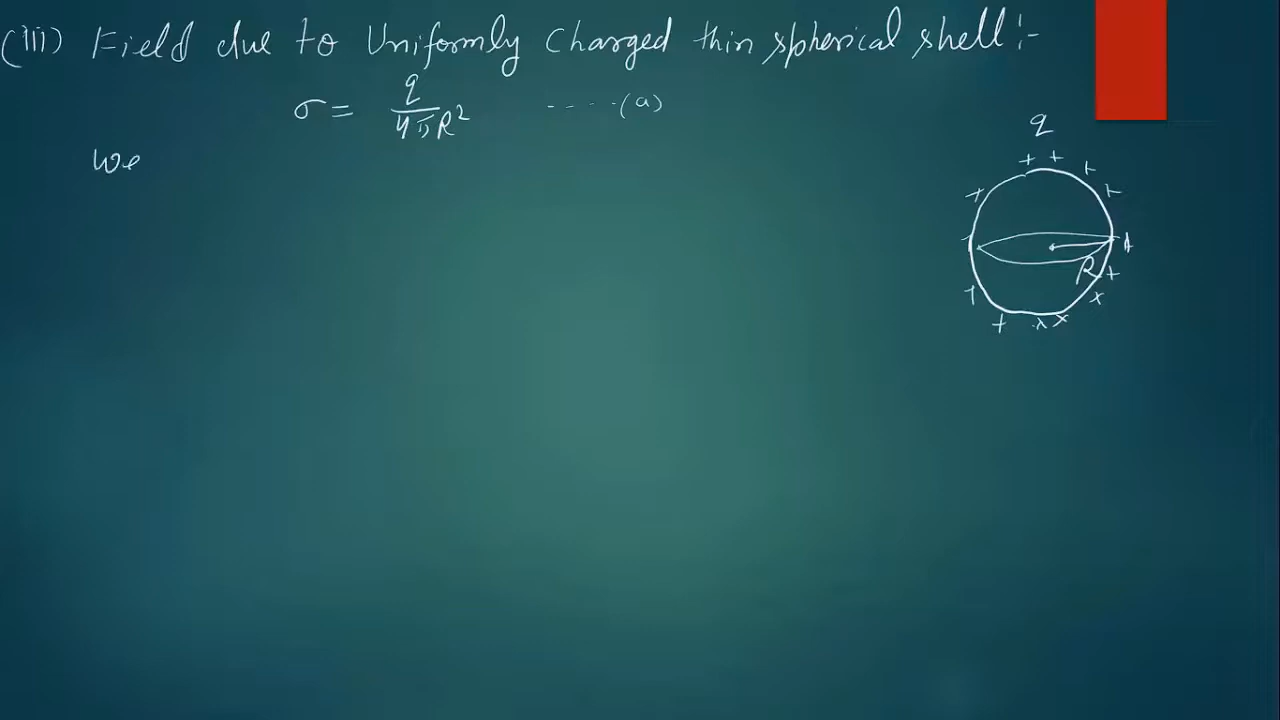 (iii) Field due to Uniformly Charged thin spherical shell :-
σ = q/4πR² ....(a)
We
q
R